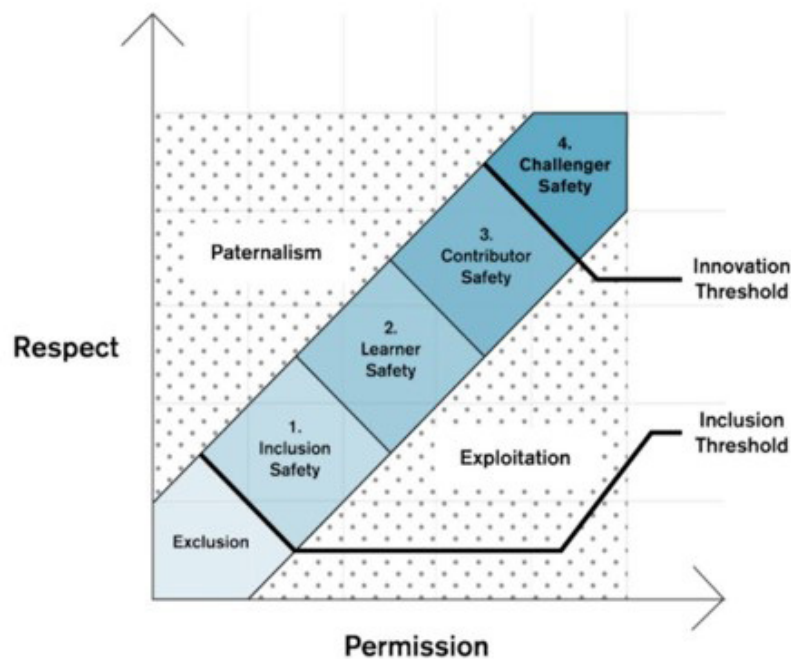 4.
Challenger
Safety
Paternalism
3.
Contributor
Safety
Innovation
Threshold
Respect
2.
Learner
Safety
1.
Inclusion
Safety
Inclusion
Threshold
Exploitation
Exclusion
Permission